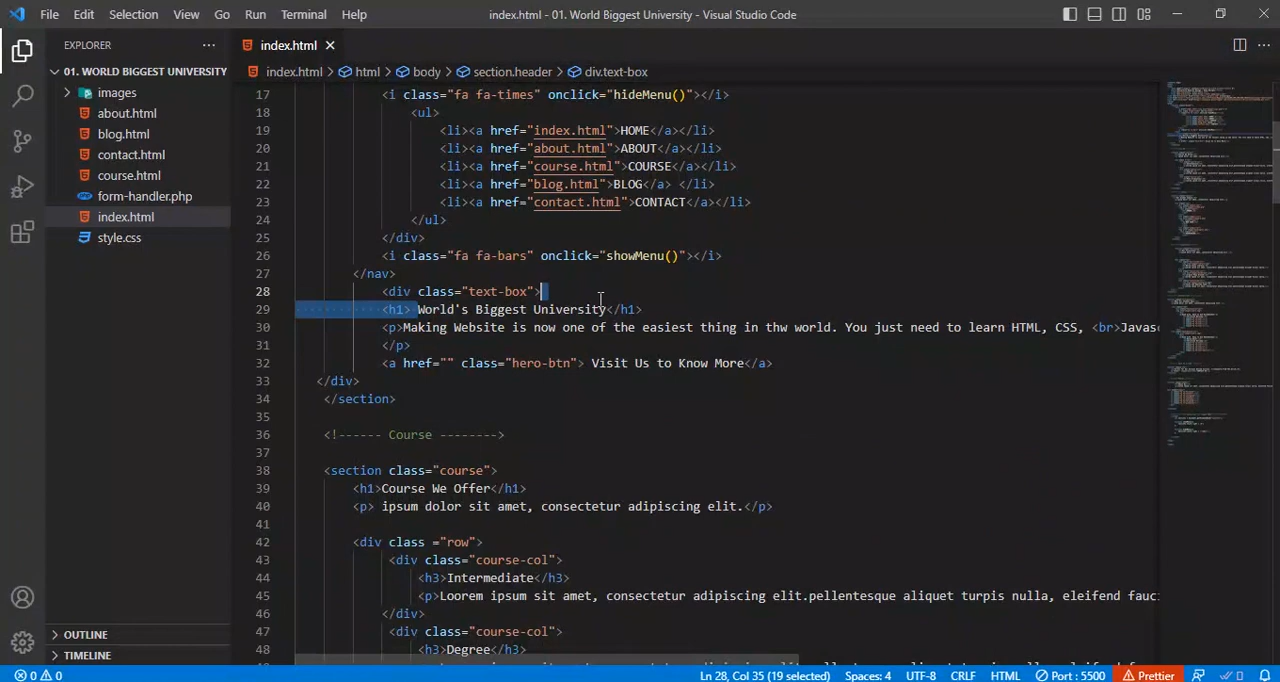 File Edit Selection View Go Run Terminal Help index.html - 01. World Biggest University - Visual Studio Code
EXPLORER
01. WORLD BIGGEST UNIVERSITY
images
about.html
blog.html
contact.html
course.html
form-handler.php
index.html
style.css
OUTLINE
TIMELINE
index.html
index.html > html > body > section.header > div.text-box
17 <i class="fa fa-times" onclick="hideMenu()"></i>
18 <ul>
19 <li><a href="index.html">HOME</a></li>
20 <li><a href="about.html">ABOUT</a></li>
21 <li><a href="course.html">COURSE</a></li>
22 <li><a href="blog.html">BLOG</a> </li>
23 <li><a href="contact.html">CONTACT</a></li>
24 </ul>
25 </div>
26 <i class="fa fa-bars" onclick="showMenu()"></i>
27 </nav>
28 <div class="text-box">
29 <h1> World's Biggest University</h1>
30 <p>Making Website is now one of the easiest thing in thw world. You just need to learn HTML, CSS, <br>Javasc
31 </p>
32 <a href="" class="hero-btn"> Visit Us to Know More</a>
33 </div>
34 </section>
35
36 <!------ Course -------->
37
38 <section class="course">
39 <h1>Course We Offer</h1>
40 <p> ipsum dolor sit amet, consectetur adipiscing elit.</p>
41
42 <div class ="row">
43 <div class="course-col">
44 <h3>Intermediate</h3>
45 <p>Loorem ipsum sit amet, consectetur adipiscing elit.pellentesque aliquet turpis nulla, eleifend fauci
46 </div>
47 <div class="course-col">
48 <h3>Degree</h3>
0 0 Ln 28, Col 35 (19 selected) Spaces: 4 UTF-8 CRLF HTML Port : 5500 Prettier